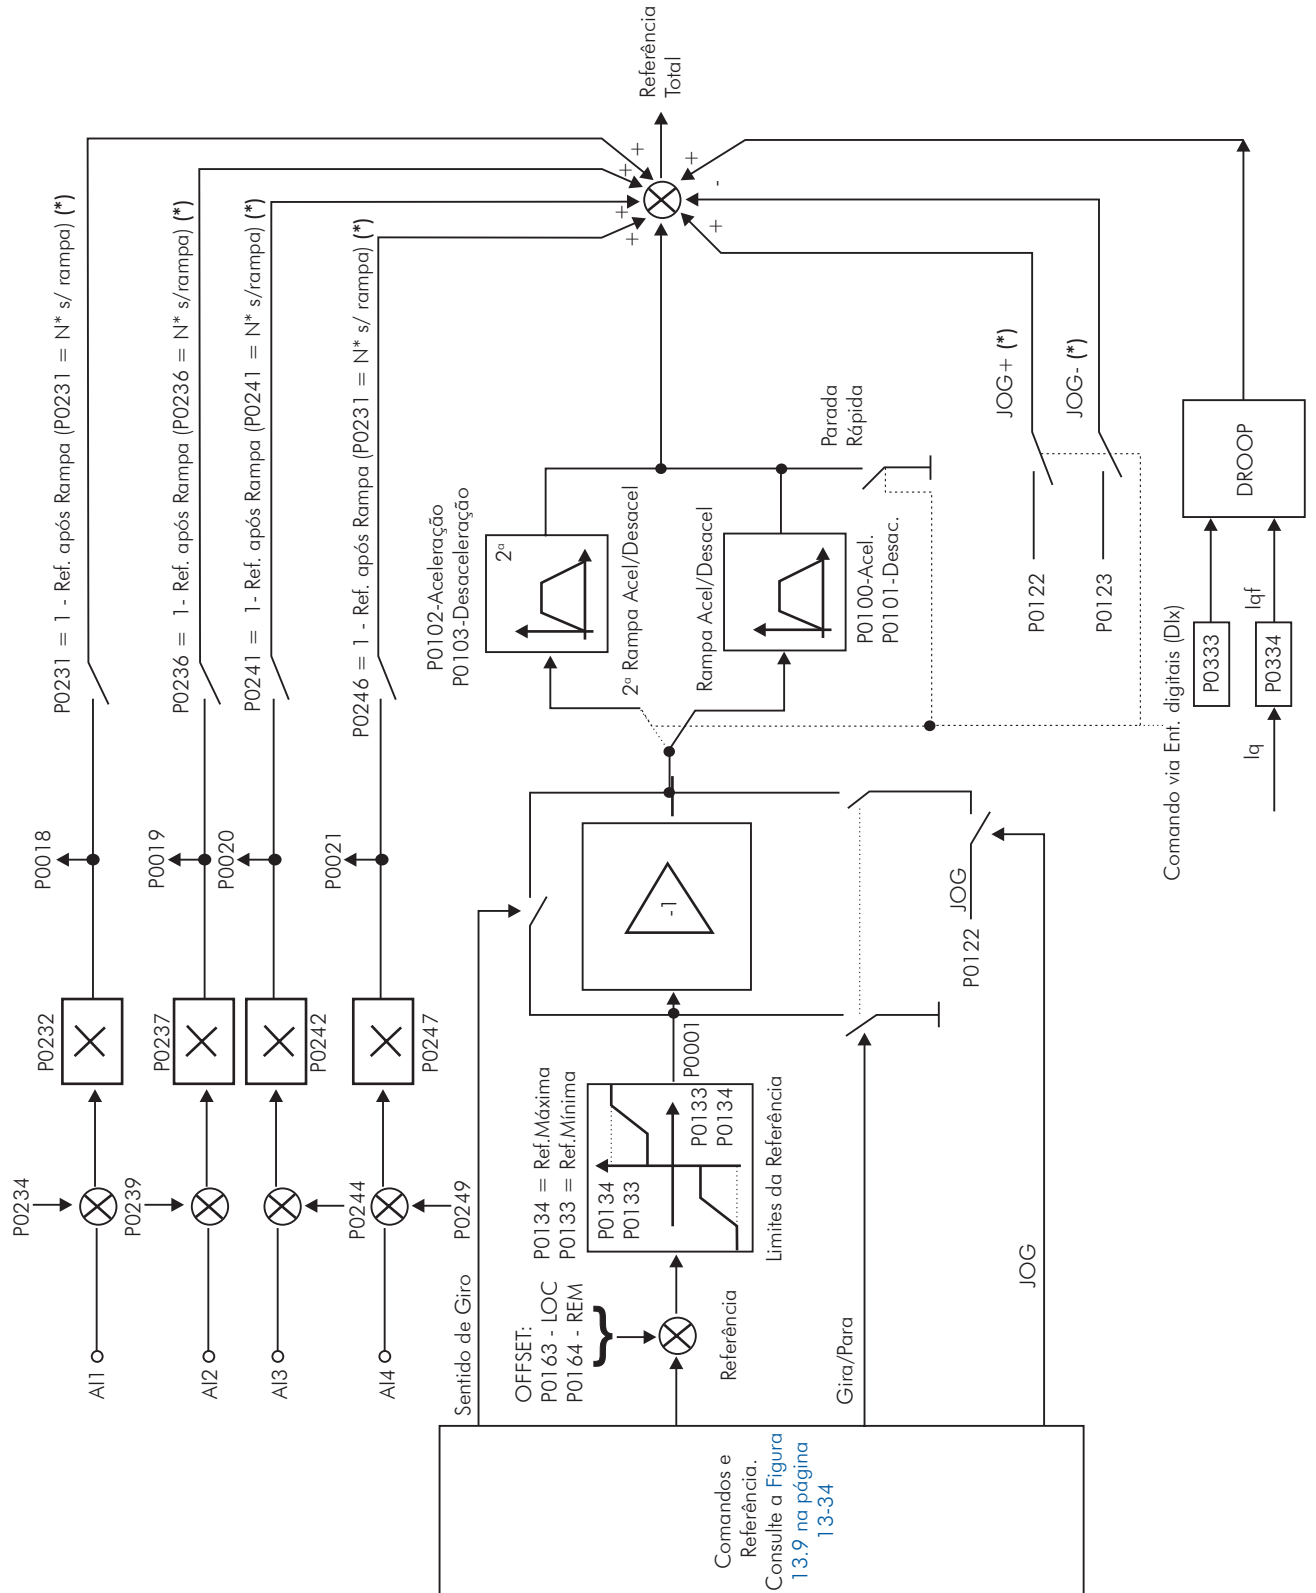 Referência
Total
P0231 = 1 - Ref. após Rampa (P0231 = N* s/ rampa) (*)
P0236 = 1- Ref. após Rampa (P0236 = N* s/rampa) (*)
P0241 = 1- Ref. após Rampa (P0241 = N* s/rampa) (*)
P0246 = 1 - Ref. após Rampa (P0231 = N* s/ rampa) (*)
+
+
+
+
+
-
+
P0018
P0019
P0020
P0021
P0232
P0237
P0242
P0247
P0234
P0239
P0244
P0249
AI1
AI2
AI3
AI4
P0102-Aceleração
P0103-Desaceleração
2ª
2ª Rampa Acel/Desacel
Rampa Acel/Desacel
P0100-Acel.
P0101-Desac.
Parada
Rápida
JOG+ (*)
JOG- (*)
P0122
P0123
DROOP
P0333
P0334
Iqf
Iq
Comando via Ent. digitais (DIx)
-1
JOG
P0122
P0001
P0134 = Ref.Máxima
P0133 = Ref.Mínima
P0134
P0133
P0133
P0134
Limites da Referência
Sentido de Giro
OFFSET:
P0163 - LOC
P0164 - REM
}
Referência
Gira/Para
JOG
Comandos e
Referência.
Consulte a Figura
13.9 na página
13-34